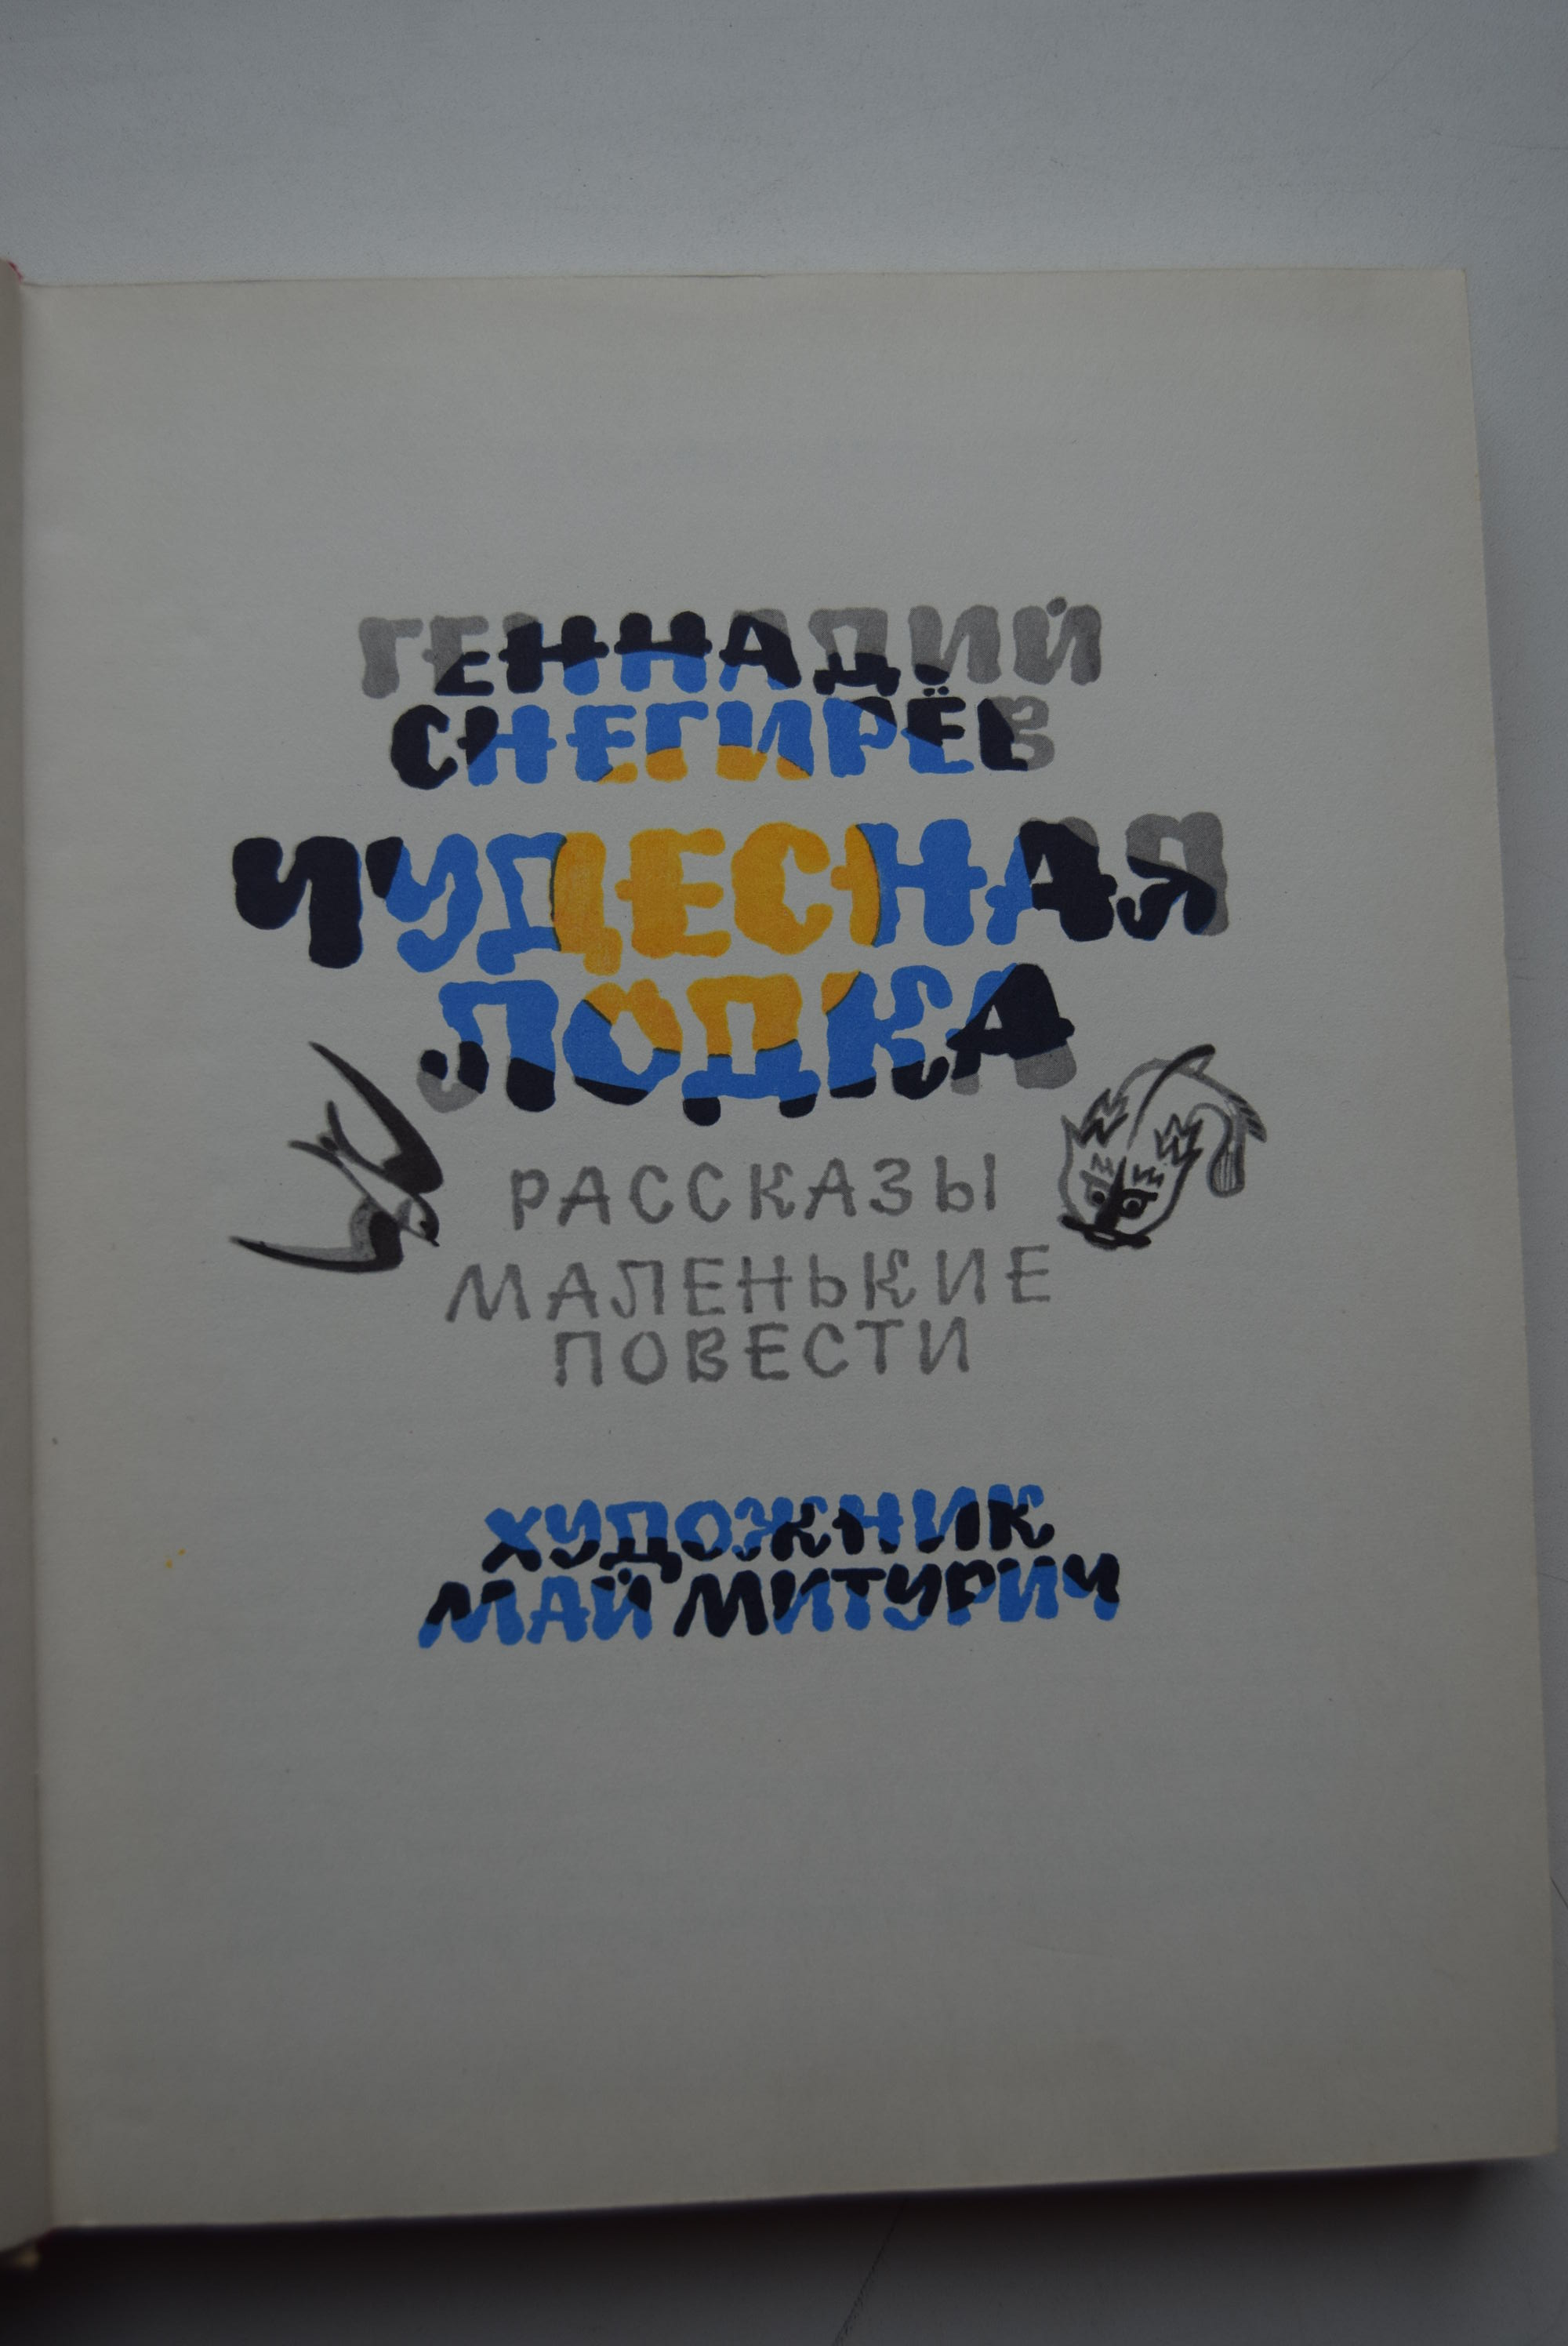 ГЕННАДИЙ
СНЕГИРЁВ
ЧУДЕСНАЯ
ЛОДКА
РАССКАЗЫ
МАЛЕНЬКИЕ
ПОВЕСТИ
ХУДОЖНИК
МАЙ МИТУРИЧ